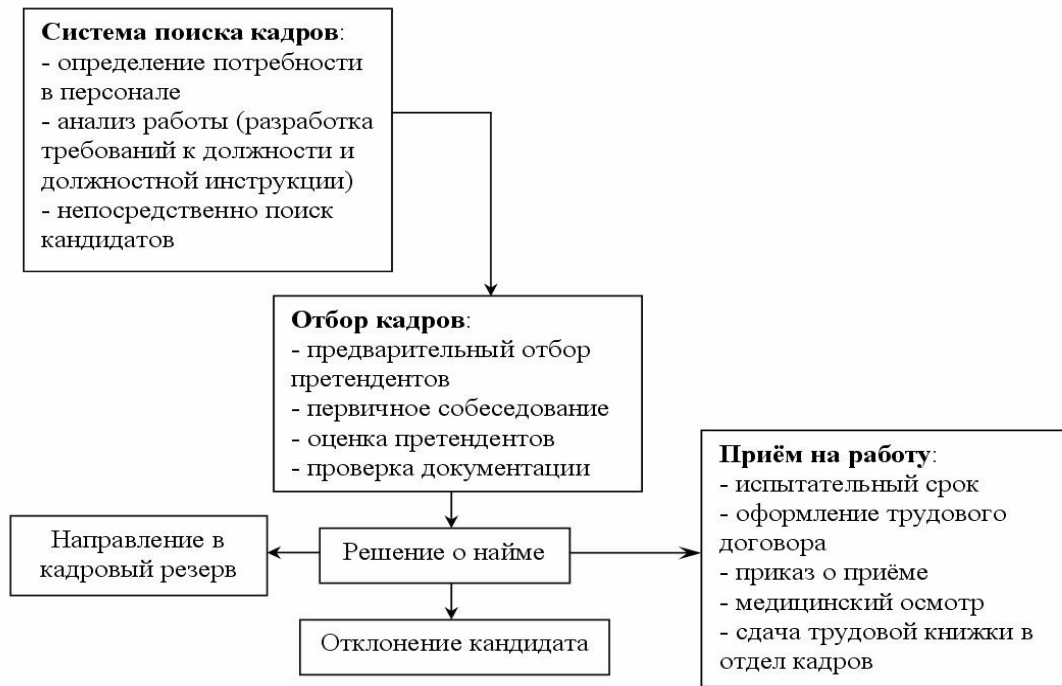 Система поиска кадров:
- определение потребности
в персонале
- анализ работы (разработка
требований к должности и
должностной инструкции)
- непосредственно поиск
кандидатов
Отбор кадров:
- предварительный отбор
претендентов
- первичное собеседование
- оценка претендентов
- проверка документации
Направление в
кадровый резерв
Решение о найме
Отклонение кандидата
Приём на работу:
- испытательный срок
- оформление трудового
договора
- приказ о приёме
- медицинский осмотр
- сдача трудовой книжки в
отдел кадров